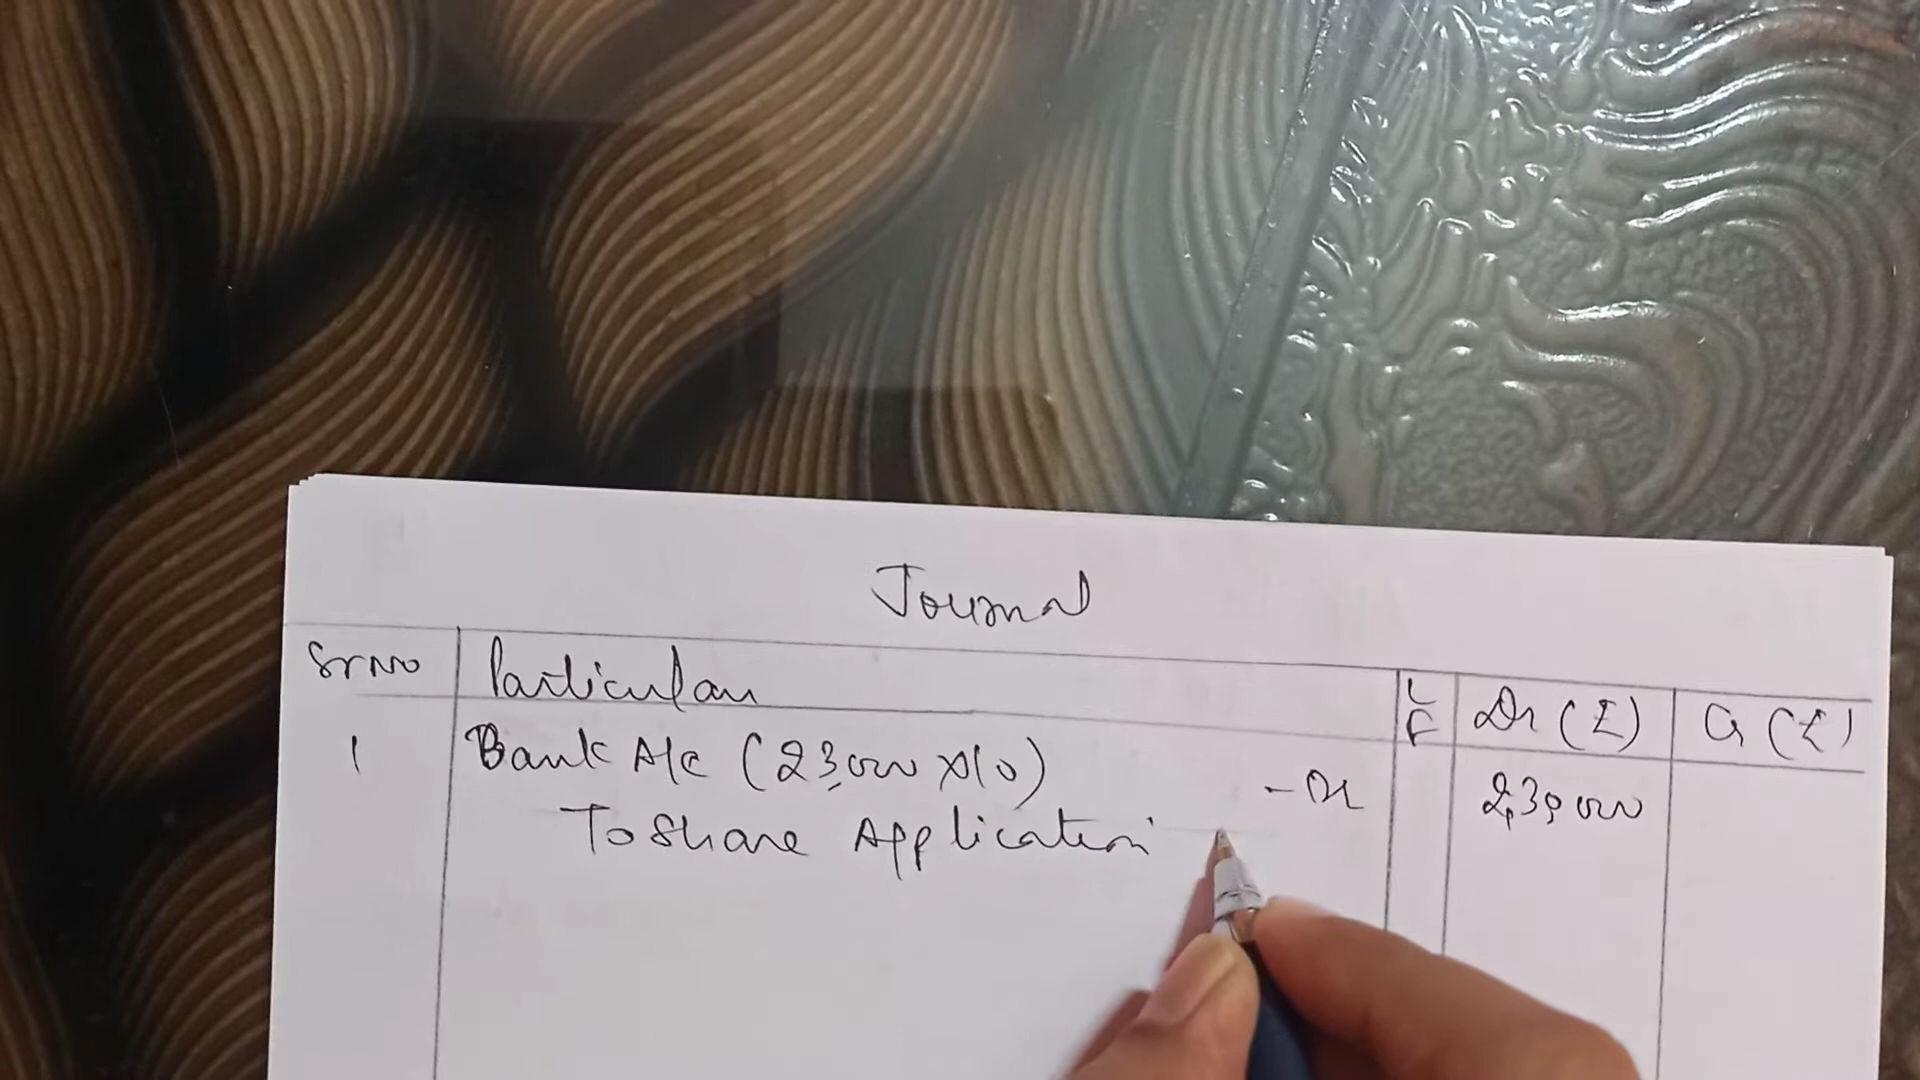 Journal
Sr No Particulars L F Dr (£) Cr (£)
1 Bank A/c (23,000 x 10) - Dr 2,30,000
To Share Application